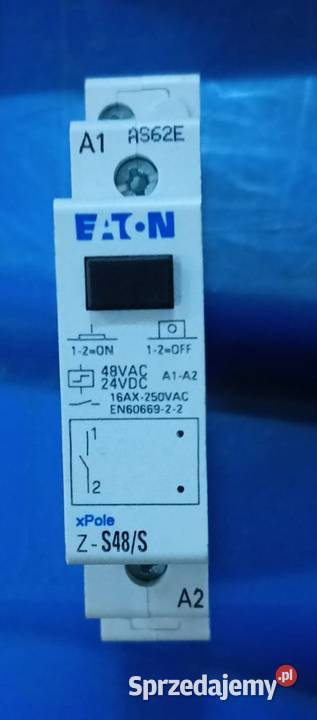 A1 AS62E
EATON
1-2=ON 1-2=OFF
48VAC
24VDC A1-A2
16AX-250VAC
EN60669-2-2
1
2
xPole
Z-S48/S
A2
Sprzedajemy.pl